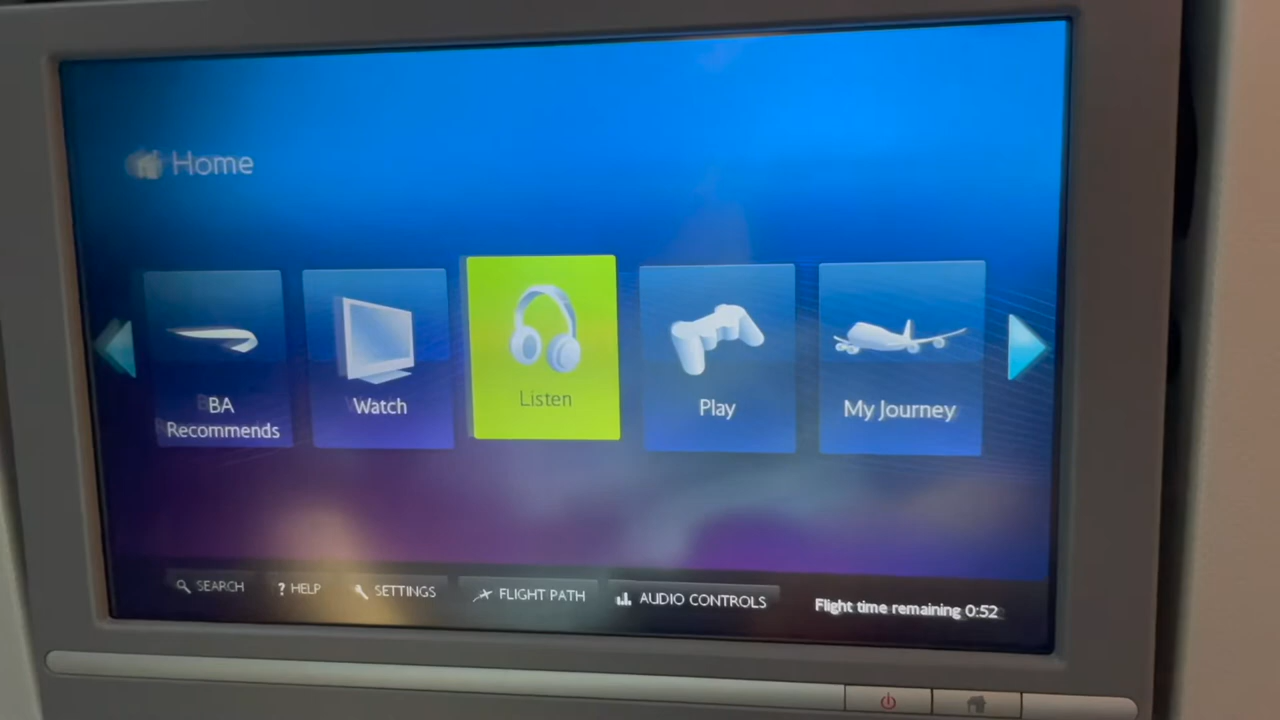 Home
BA
Recommends
Watch
Listen
Play
My Journey
SEARCH
? HELP
SETTINGS
FLIGHT PATH
AUDIO CONTROLS
Flight time remaining 0:52